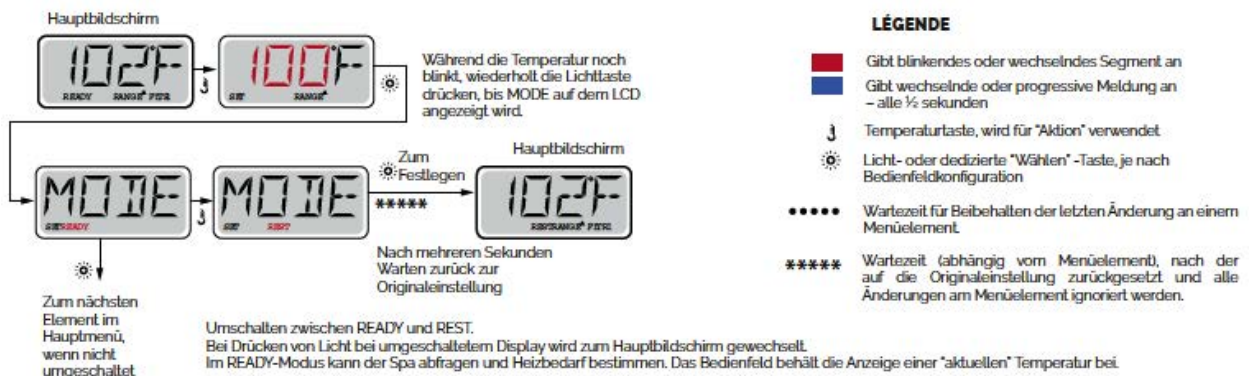 Hauptbildschirm
102°F
READY RANGE FLTR1
100°F
SET RANGE
Während die Temperatur noch
blinkt, wiederholt die Lichttaste
drücken, bis MODE auf dem LCD
angezeigt wird.
MODE
SET READY
MODE
SET REST
Zum
Festlegen
*****
Hauptbildschirm
102°F
REST RANGE FLTR1
Nach mehreren Sekunden
Warten zurück zur
Originaleinstellung
Zum nächsten
Element im
Hauptmenü,
wenn nicht
umgeschaltet
Umschalten zwischen READY und REST.
Bei Drücken von Licht bei umgeschaltetem Display wird zum Hauptbildschirm gewechselt.
Im READY-Modus kann der Spa abfragen und Heizbedarf bestimmen. Das Bedienfeld behält die Anzeige einer "aktuellen" Temperatur bei.
LÉGENDE
Gibt blinkendes oder wechselndes Segment an
Gibt wechselnde oder progressive Meldung an
– alle ½ sekunden
Temperaturtaste, wird für "Aktion" verwendet
Licht- oder dedizierte "Wählen" -Taste, je nach
Bedienfeldkonfiguration
•••••
Wartezeit für Beibehalten der letzten Änderung an einem
Menüelement.
*****
Wartezeit (abhängig vom Menüelement), nach der
auf die Originaleinstellung zurückgesetzt und alle
Änderungen am Menüelement ignoriert werden.